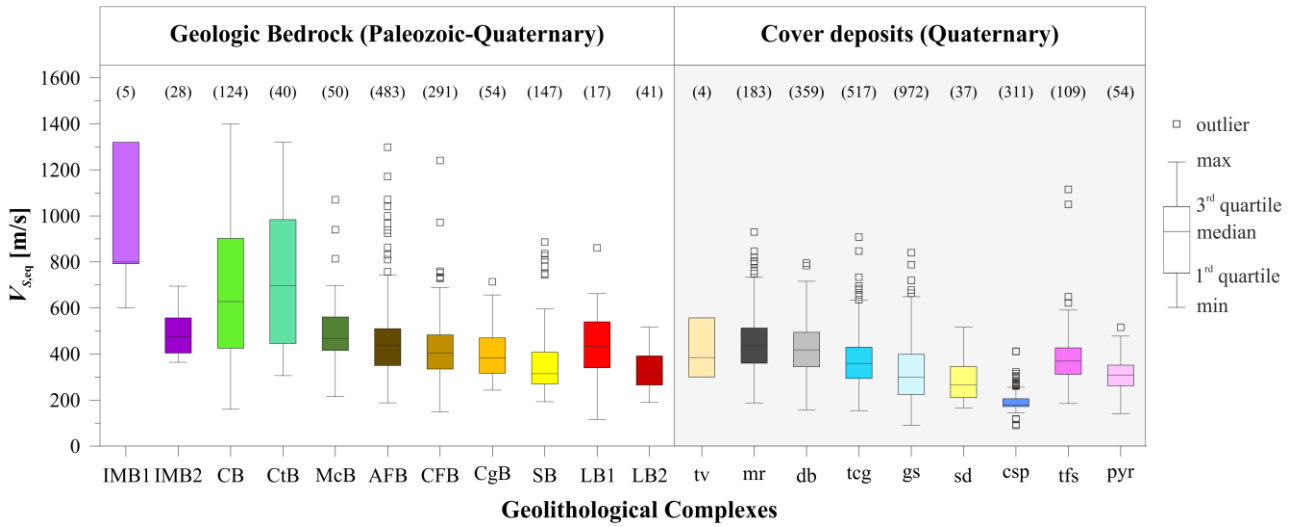 Geologic Bedrock (Paleozoic-Quaternary) Cover deposits (Quaternary)
1600
(5) (28) (124) (40) (50) (483) (291) (54) (147) (17) (41) (4) (183) (359) (517) (972) (37) (311) (109) (54)
1400
1200
1000
800
600
400
200
0
V_S,eq [m/s]
outlier
max
3rd quartile
median
1rd quartile
min
IMB1 IMB2 CB CtB McB AFB CFB CgB SB LB1 LB2 tv mr db tcg gs sd csp tfs pyr
Geolithological Complexes